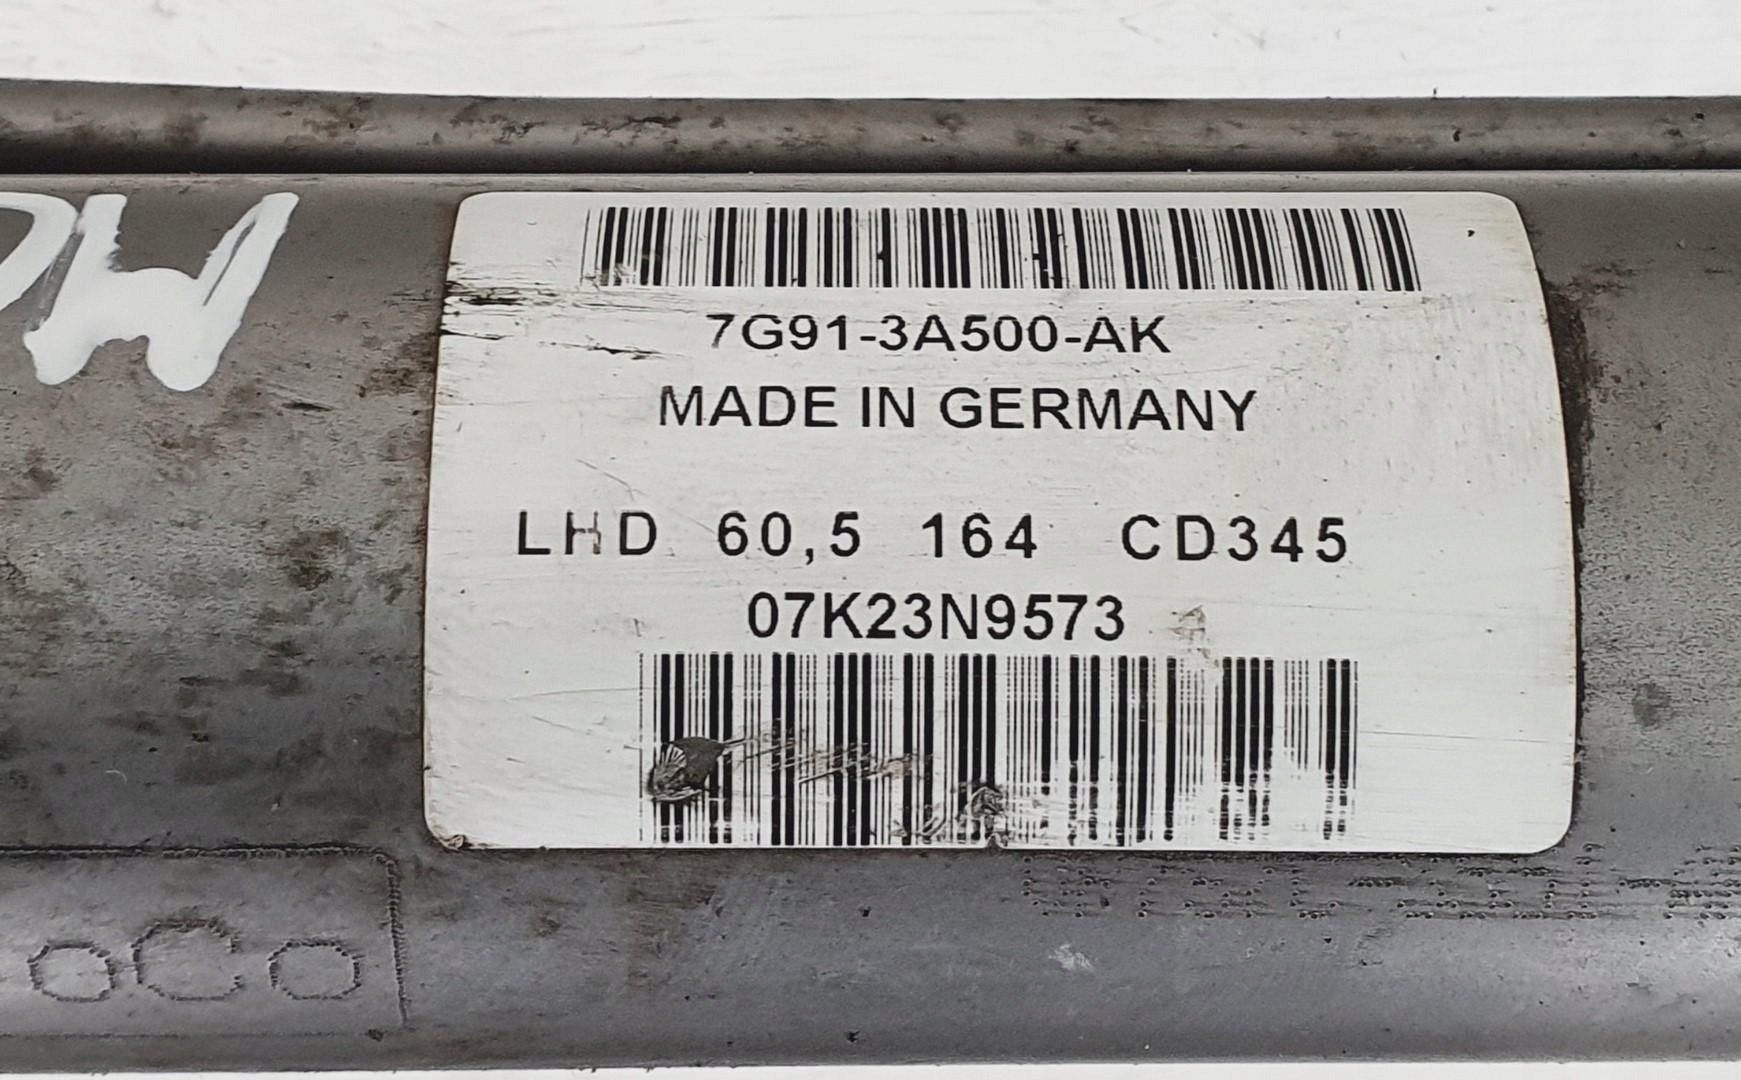 7G91-3A500-AK
MADE IN GERMANY
LHD 60,5 164 CD345
07K23N9573